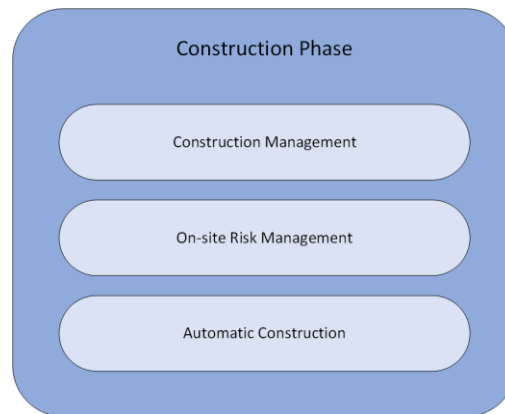 Construction Phase
Construction Management
On-site Risk Management
Automatic Construction